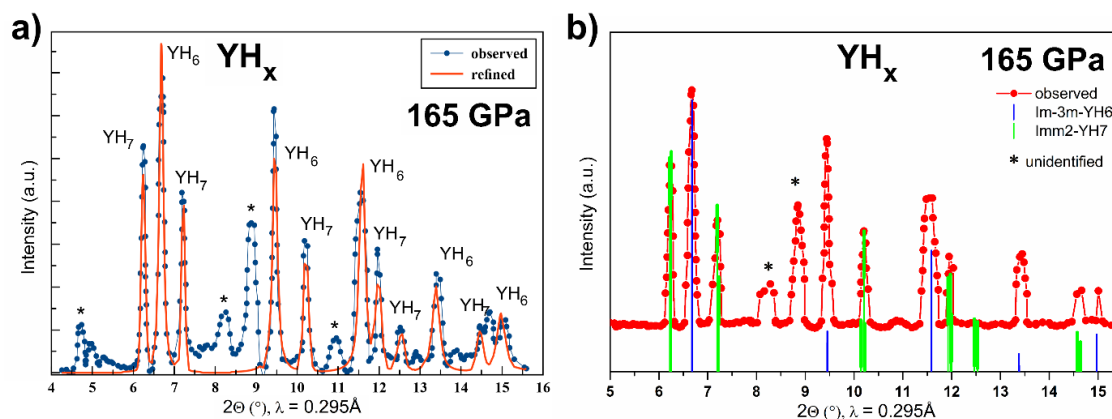 a)
YHx
165 GPa
observed
refined
YH6
YH7
YH7
YH6
YH7
YH6
YH7
YH7
YH6
YH7
YH6
*
*
*
*
Intensity (a.u.)
4 5 6 7 8 9 10 11 12 13 14 15 16
2Θ (°), λ = 0.295Å
b)
YHx
165 GPa
observed
Im-3m-YH6
Imm2-YH7
* unidentified
*
*
Intensity (a.u.)
5 6 7 8 9 10 11 12 13 14 15
2Θ (°), λ = 0.295Å